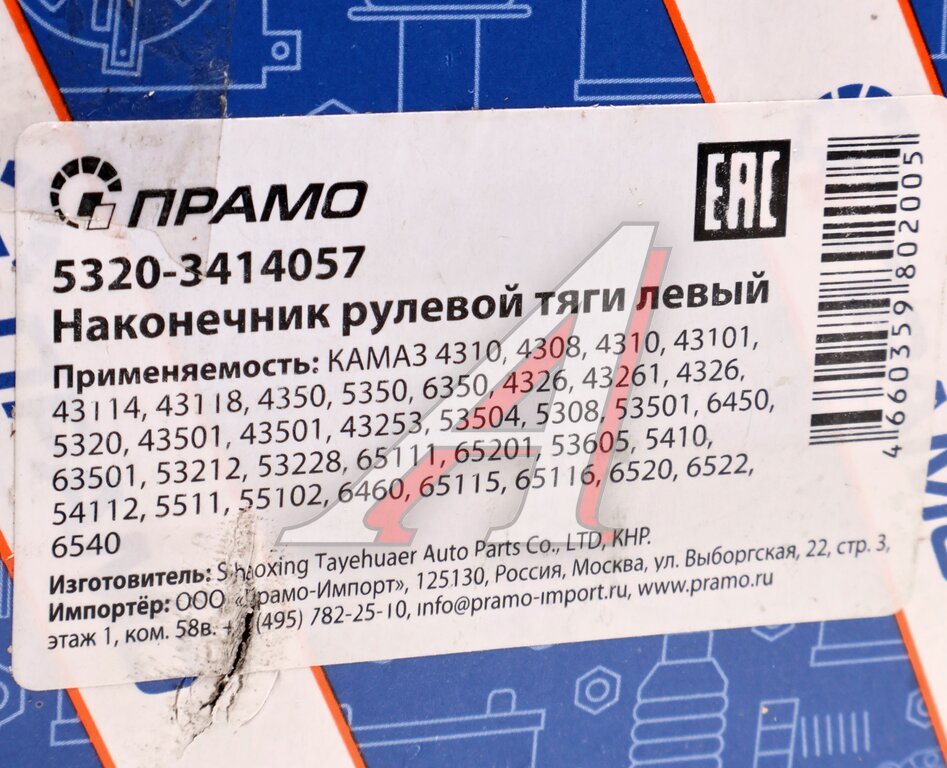 ПРАМО
EAC
5320-3414057
Наконечник рулевой тяги левый
Применяемость: КАМАЗ 4310, 4308, 4310, 43101,
43114, 43118, 4350, 5350, 6350, 4326, 43261, 4326,
5320, 43501, 43501, 43253, 53504, 5308, 53501, 6450,
63501, 53212, 53228, 65111, 65201, 53605, 5410,
54112, 5511, 55102, 6460, 65115, 65116, 6520, 6522,
6540
Изготовитель: Shaoxing Tayehuaer Auto Parts Co., LTD, КНР.
Импортёр: ООО «Прамо-Импорт», 125130, Россия, Москва, ул. Выборгская, 22, стр. 3,
этаж 1, ком. 58в. + (495) 782-25-10, info@pramo-import.ru, www.pramo.ru
4660359802005